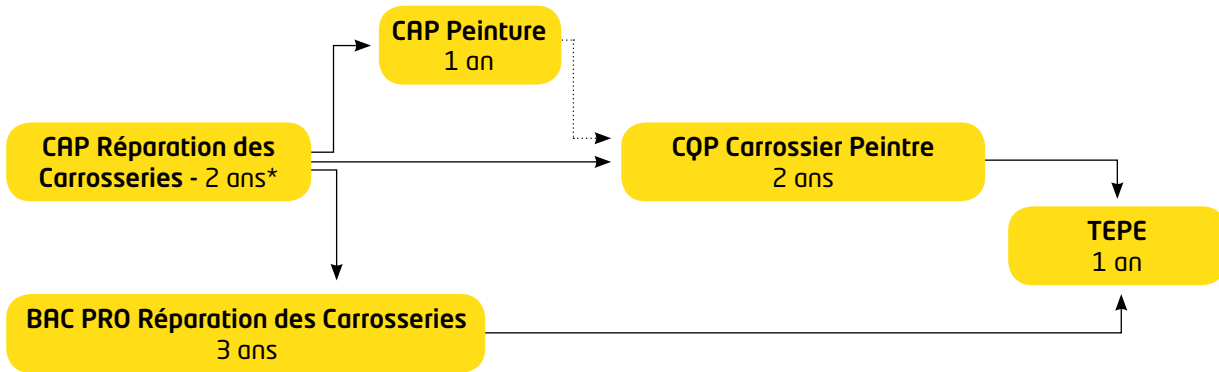 CAP Peinture
1 an
CAP Réparation des
Carrosseries - 2 ans*
CQP Carrossier Peintre
2 ans
TEPE
1 an
BAC PRO Réparation des Carrosseries
3 ans